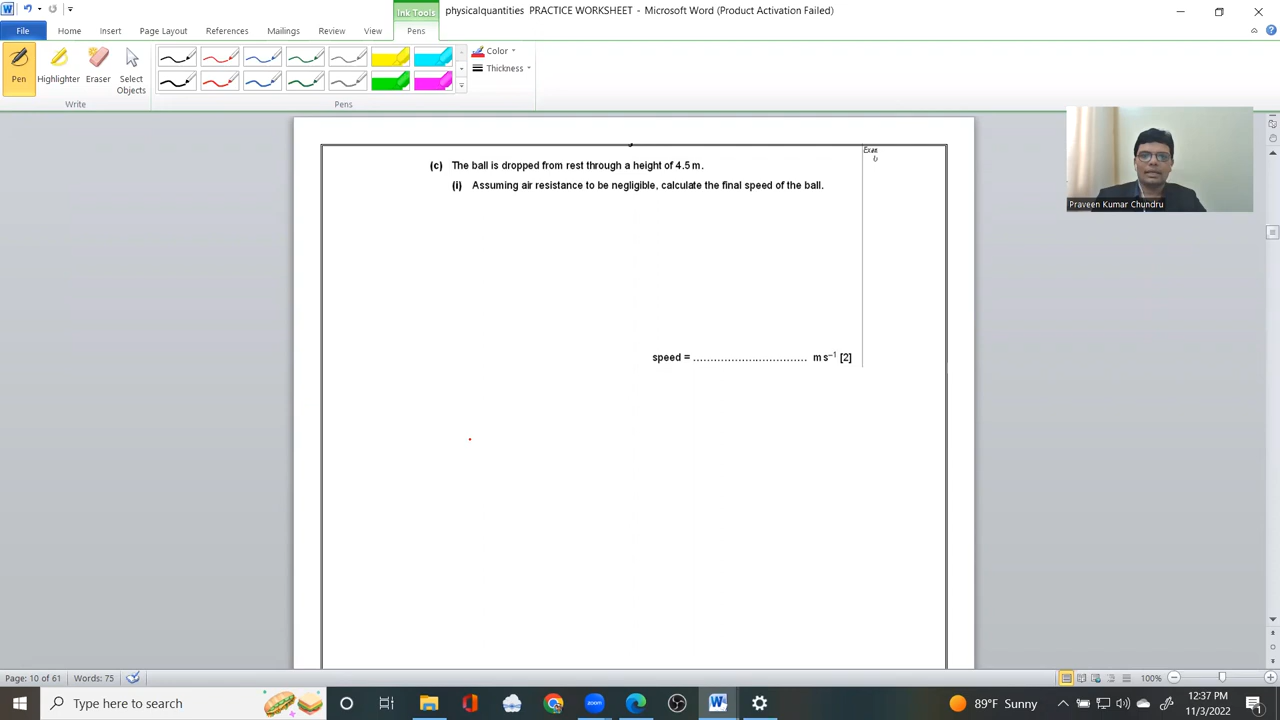 Ink Tools
physicalquantities PRACTICE WORKSHEET - Microsoft Word (Product Activation Failed)
File Home Insert Page Layout References Mailings Review View Pens
Pen Highlighter Eraser Select Objects
Color
Thickness
Write Pens
Praveen Kumar Chundru
(c) The ball is dropped from rest through a height of 4.5 m.
(i) Assuming air resistance to be negligible, calculate the final speed of the ball.
speed = ................................ m s⁻¹ [2]
Page: 10 of 61 Words: 75 100%
Type here to search
zoom
89°F Sunny
12:37 PM
11/3/2022